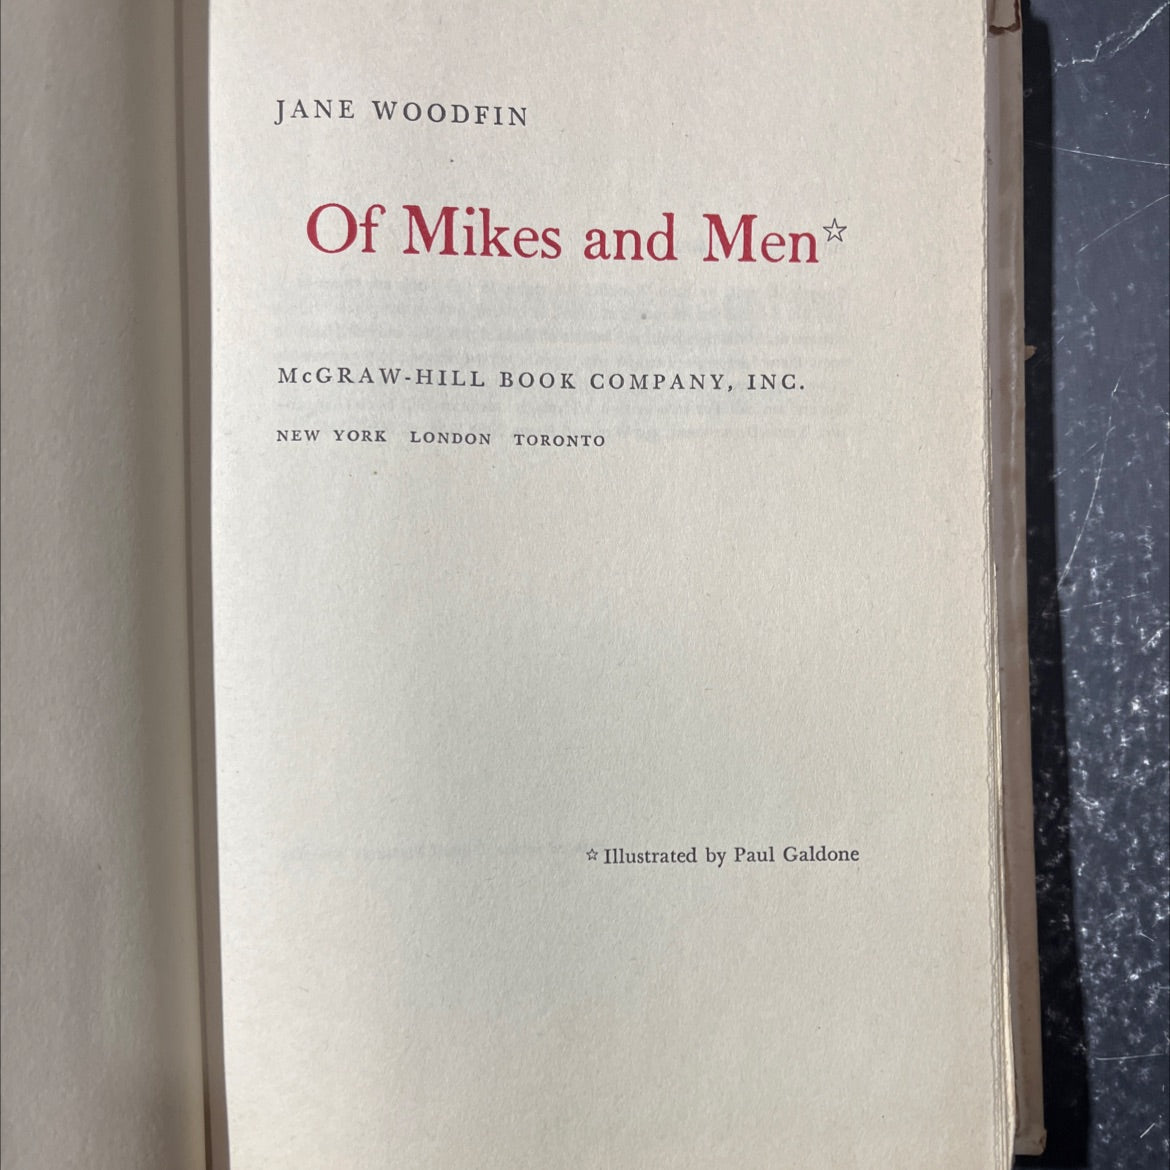 JANE WOODFIN
Of Mikes and Men☆
McGRAW-HILL BOOK COMPANY, INC.
NEW YORK LONDON TORONTO
☆ Illustrated by Paul Galdone